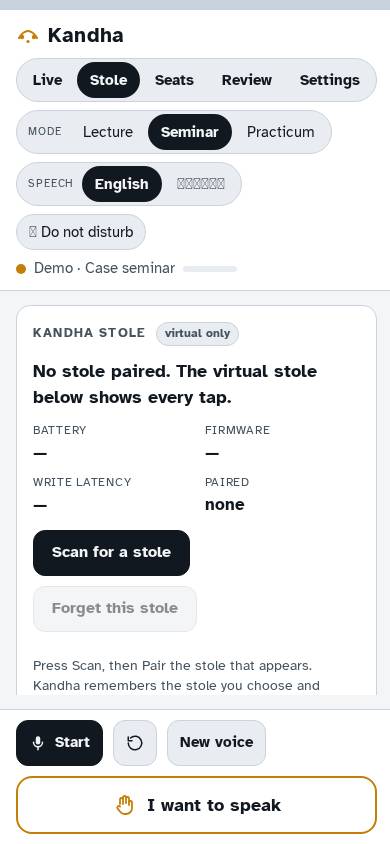 Kandha
Live Stole Seats Review Settings
MODE Lecture Seminar Practicum
SPEECH English
Do not disturb
Demo · Case seminar
KANDHA STOLE virtual only
No stole paired. The virtual stole
below shows every tap.
BATTERY FIRMWARE
— —
WRITE LATENCY PAIRED
— none
Scan for a stole
Forget this stole
Press Scan, then Pair the stole that appears.
Kandha remembers the stole you choose and
Start New voice
I want to speak